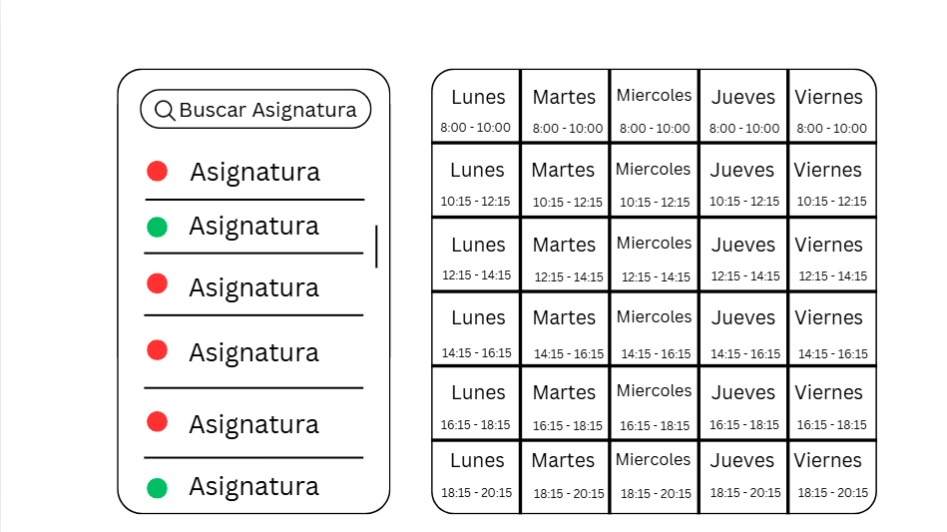 Buscar Asignatura
Asignatura
Asignatura
Asignatura
Asignatura
Asignatura
Asignatura
Lunes Martes Miercoles Jueves Viernes
8:00 - 10:00 8:00 - 10:00 8:00 - 10:00 8:00 - 10:00 8:00 - 10:00
Lunes Martes Miercoles Jueves Viernes
10:15 - 12:15 10:15 - 12:15 10:15 - 12:15 10:15 - 12:15 10:15 - 12:15
Lunes Martes Miercoles Jueves Viernes
12:15 - 14:15 12:15 - 14:15 12:15 - 14:15 12:15 - 14:15 12:15 - 14:15
Lunes Martes Miercoles Jueves Viernes
14:15 - 16:15 14:15 - 16:15 14:15 - 16:15 14:15 - 16:15 14:15 - 16:15
Lunes Martes Miercoles Jueves Viernes
16:15 - 18:15 16:15 - 18:15 16:15 - 18:15 16:15 - 18:15 16:15 - 18:15
Lunes Martes Miercoles Jueves Viernes
18:15 - 20:15 18:15 - 20:15 18:15 - 20:15 18:15 - 20:15 18:15 - 20:15